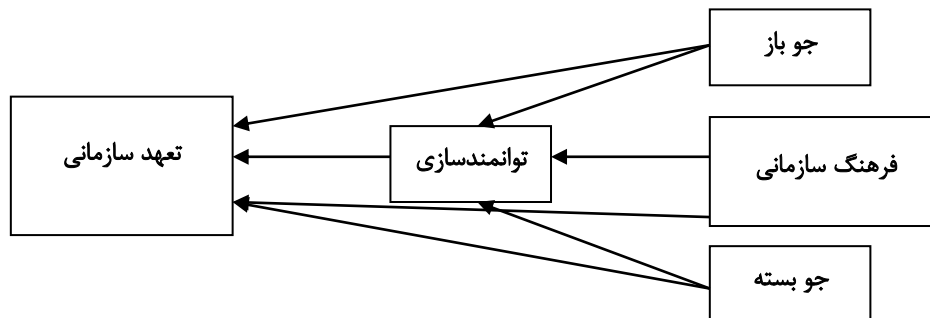 جو باز
فرهنگ سازمانی
توانمندسازی
تعهد سازمانی
جو بسته